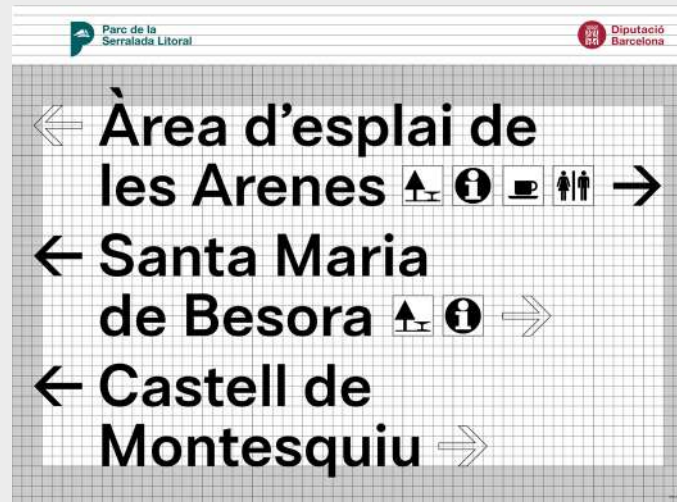 Parc de la
Serralada Litoral
Diputació
Barcelona
Àrea d’esplai de
les Arenes
Santa Maria
de Besora
Castell de
Montesquiu